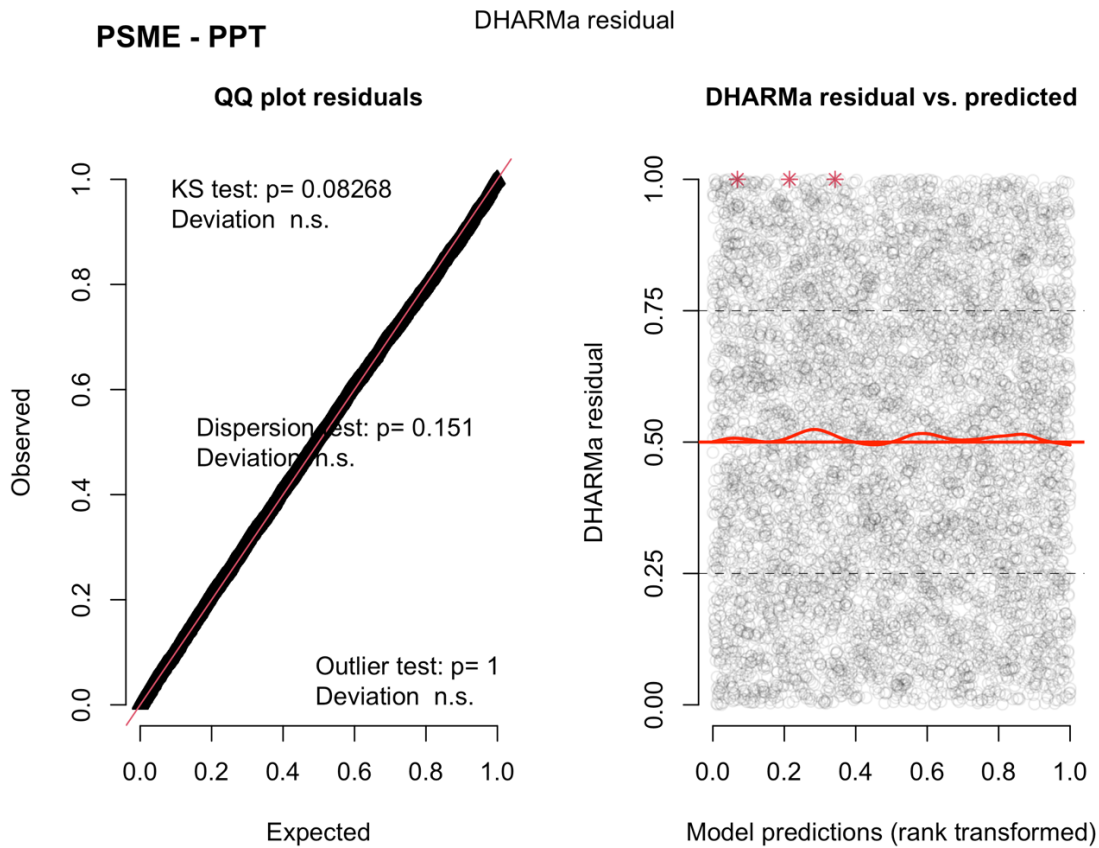 DHARMa residual
PSME - PPT
QQ plot residuals
KS test: p= 0.08268
Deviation  n.s.
Dispersion test: p= 0.151
Deviation n.s.
Outlier test: p= 1
Deviation  n.s.
Observed
1.0
0.8
0.6
0.4
0.2
0.0
0.0 0.2 0.4 0.6 0.8 1.0
Expected
DHARMa residual vs. predicted
DHARMa residual
1.00
0.75
0.50
0.25
0.00
0.0 0.2 0.4 0.6 0.8 1.0
Model predictions (rank transformed)